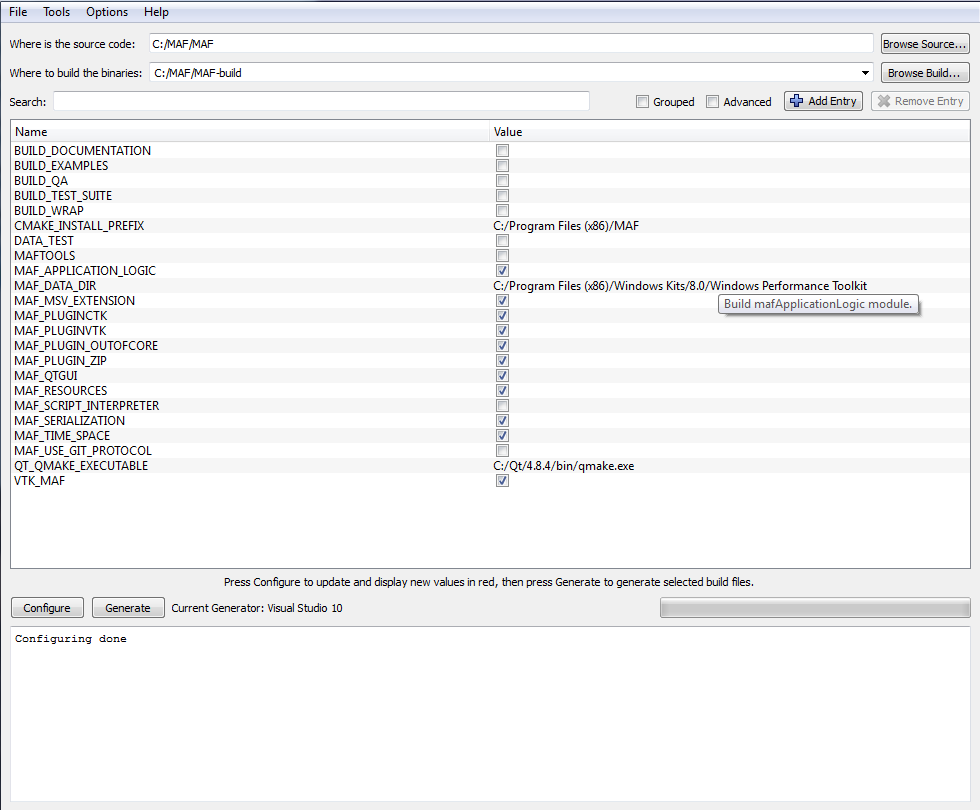 File Tools Options Help
Where is the source code: C:/MAF/MAF Browse Source...
Where to build the binaries: C:/MAF/MAF-build Browse Build...
Search: Grouped Advanced Add Entry Remove Entry
Name Value
BUILD_DOCUMENTATION
BUILD_EXAMPLES
BUILD_QA
BUILD_TEST_SUITE
BUILD_WRAP
CMAKE_INSTALL_PREFIX C:/Program Files (x86)/MAF
DATA_TEST
MAFTOOLS
MAF_APPLICATION_LOGIC
MAF_DATA_DIR C:/Program Files (x86)/Windows Kits/8.0/Windows Performance Toolkit
MAF_MSV_EXTENSION Build mafApplicationLogic module.
MAF_PLUGINCTK
MAF_PLUGINVTK
MAF_PLUGIN_OUTOFCORE
MAF_PLUGIN_ZIP
MAF_QTGUI
MAF_RESOURCES
MAF_SCRIPT_INTERPRETER
MAF_SERIALIZATION
MAF_TIME_SPACE
MAF_USE_GIT_PROTOCOL
QT_QMAKE_EXECUTABLE C:/Qt/4.8.4/bin/qmake.exe
VTK_MAF
Press Configure to update and display new values in red, then press Generate to generate selected build files.
Configure Generate Current Generator: Visual Studio 10
Configuring done